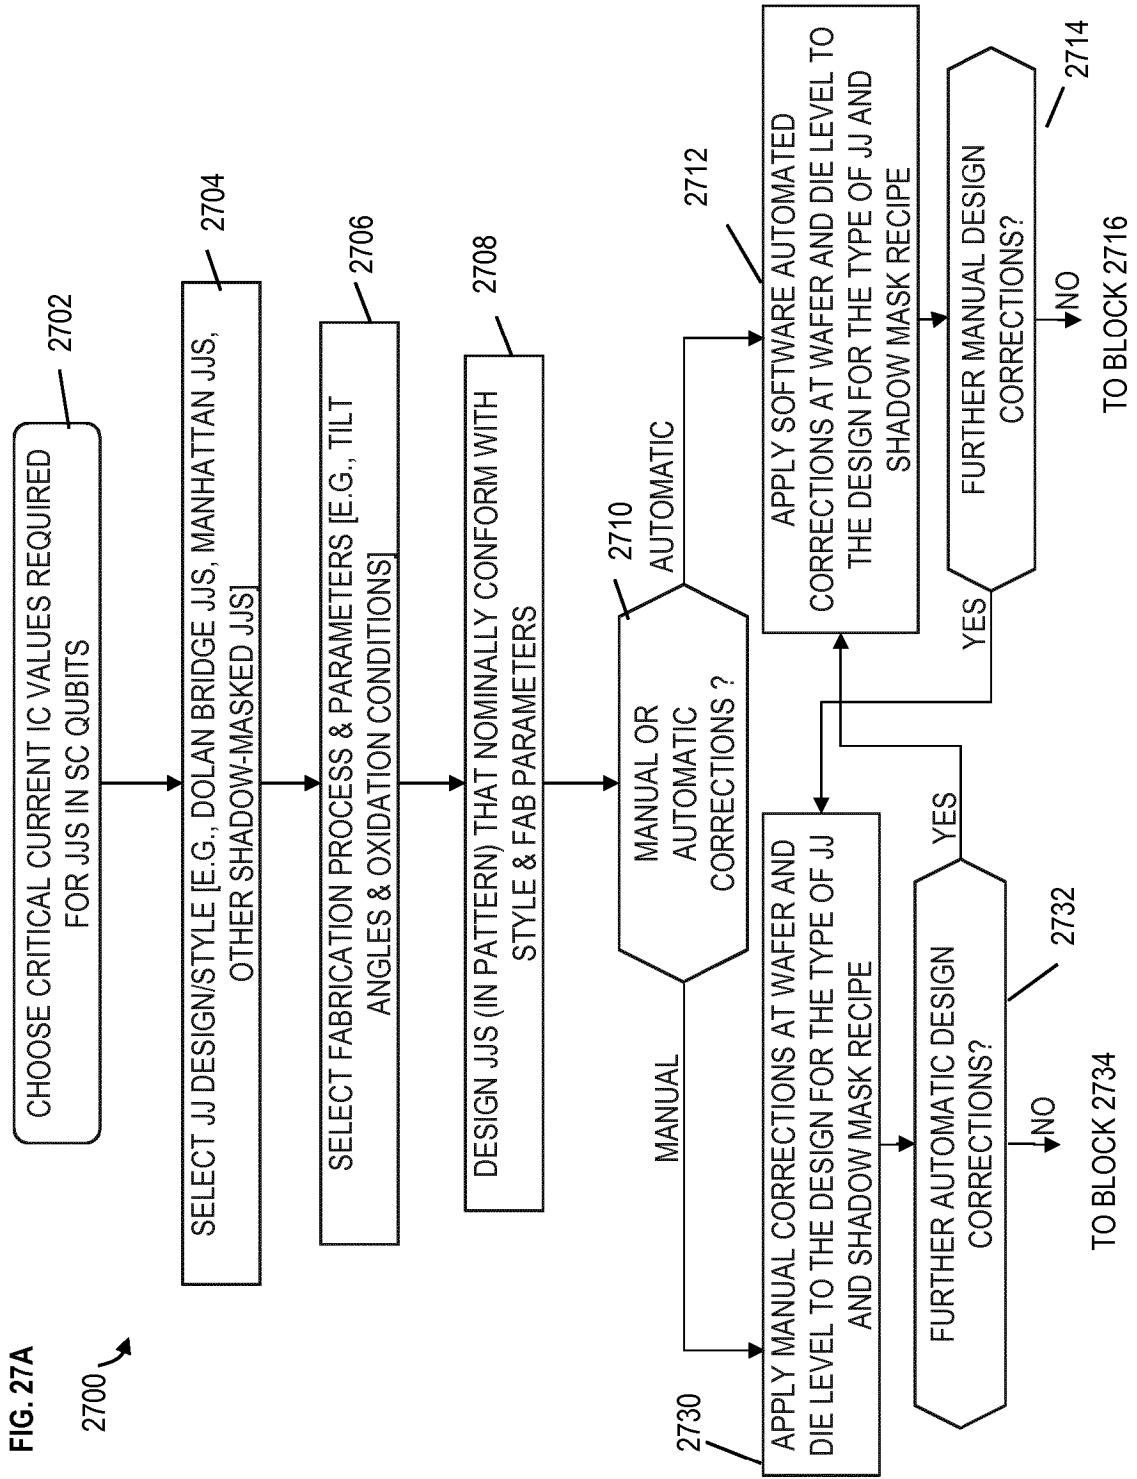 FIG. 27A
2700
CHOOSE CRITICAL CURRENT IC VALUES REQUIRED
FOR JJS IN SC QUBITS
2702
SELECT JJ DESIGN/STYLE [E.G., DOLAN BRIDGE JJS, MANHATTAN JJS,
OTHER SHADOW-MASKED JJS]
2704
SELECT FABRICATION PROCESS & PARAMETERS [E.G., TILT
ANGLES & OXIDATION CONDITIONS]
2706
DESIGN JJS (IN PATTERN) THAT NOMINALLY CONFORM WITH
STYLE & FAB PARAMETERS
2708
MANUAL OR
AUTOMATIC
CORRECTIONS ?
2710
MANUAL
AUTOMATIC
2730
APPLY MANUAL CORRECTIONS AT WAFER AND
DIE LEVEL TO THE DESIGN FOR THE TYPE OF JJ
AND SHADOW MASK RECIPE
APPLY SOFTWARE AUTOMATED
CORRECTIONS AT WAFER AND DIE LEVEL TO
THE DESIGN FOR THE TYPE OF JJ AND
SHADOW MASK RECIPE
2712
FURTHER AUTOMATIC DESIGN
CORRECTIONS?
2732
YES
NO
TO BLOCK 2734
FURTHER MANUAL DESIGN
CORRECTIONS?
2714
YES
NO
TO BLOCK 2716